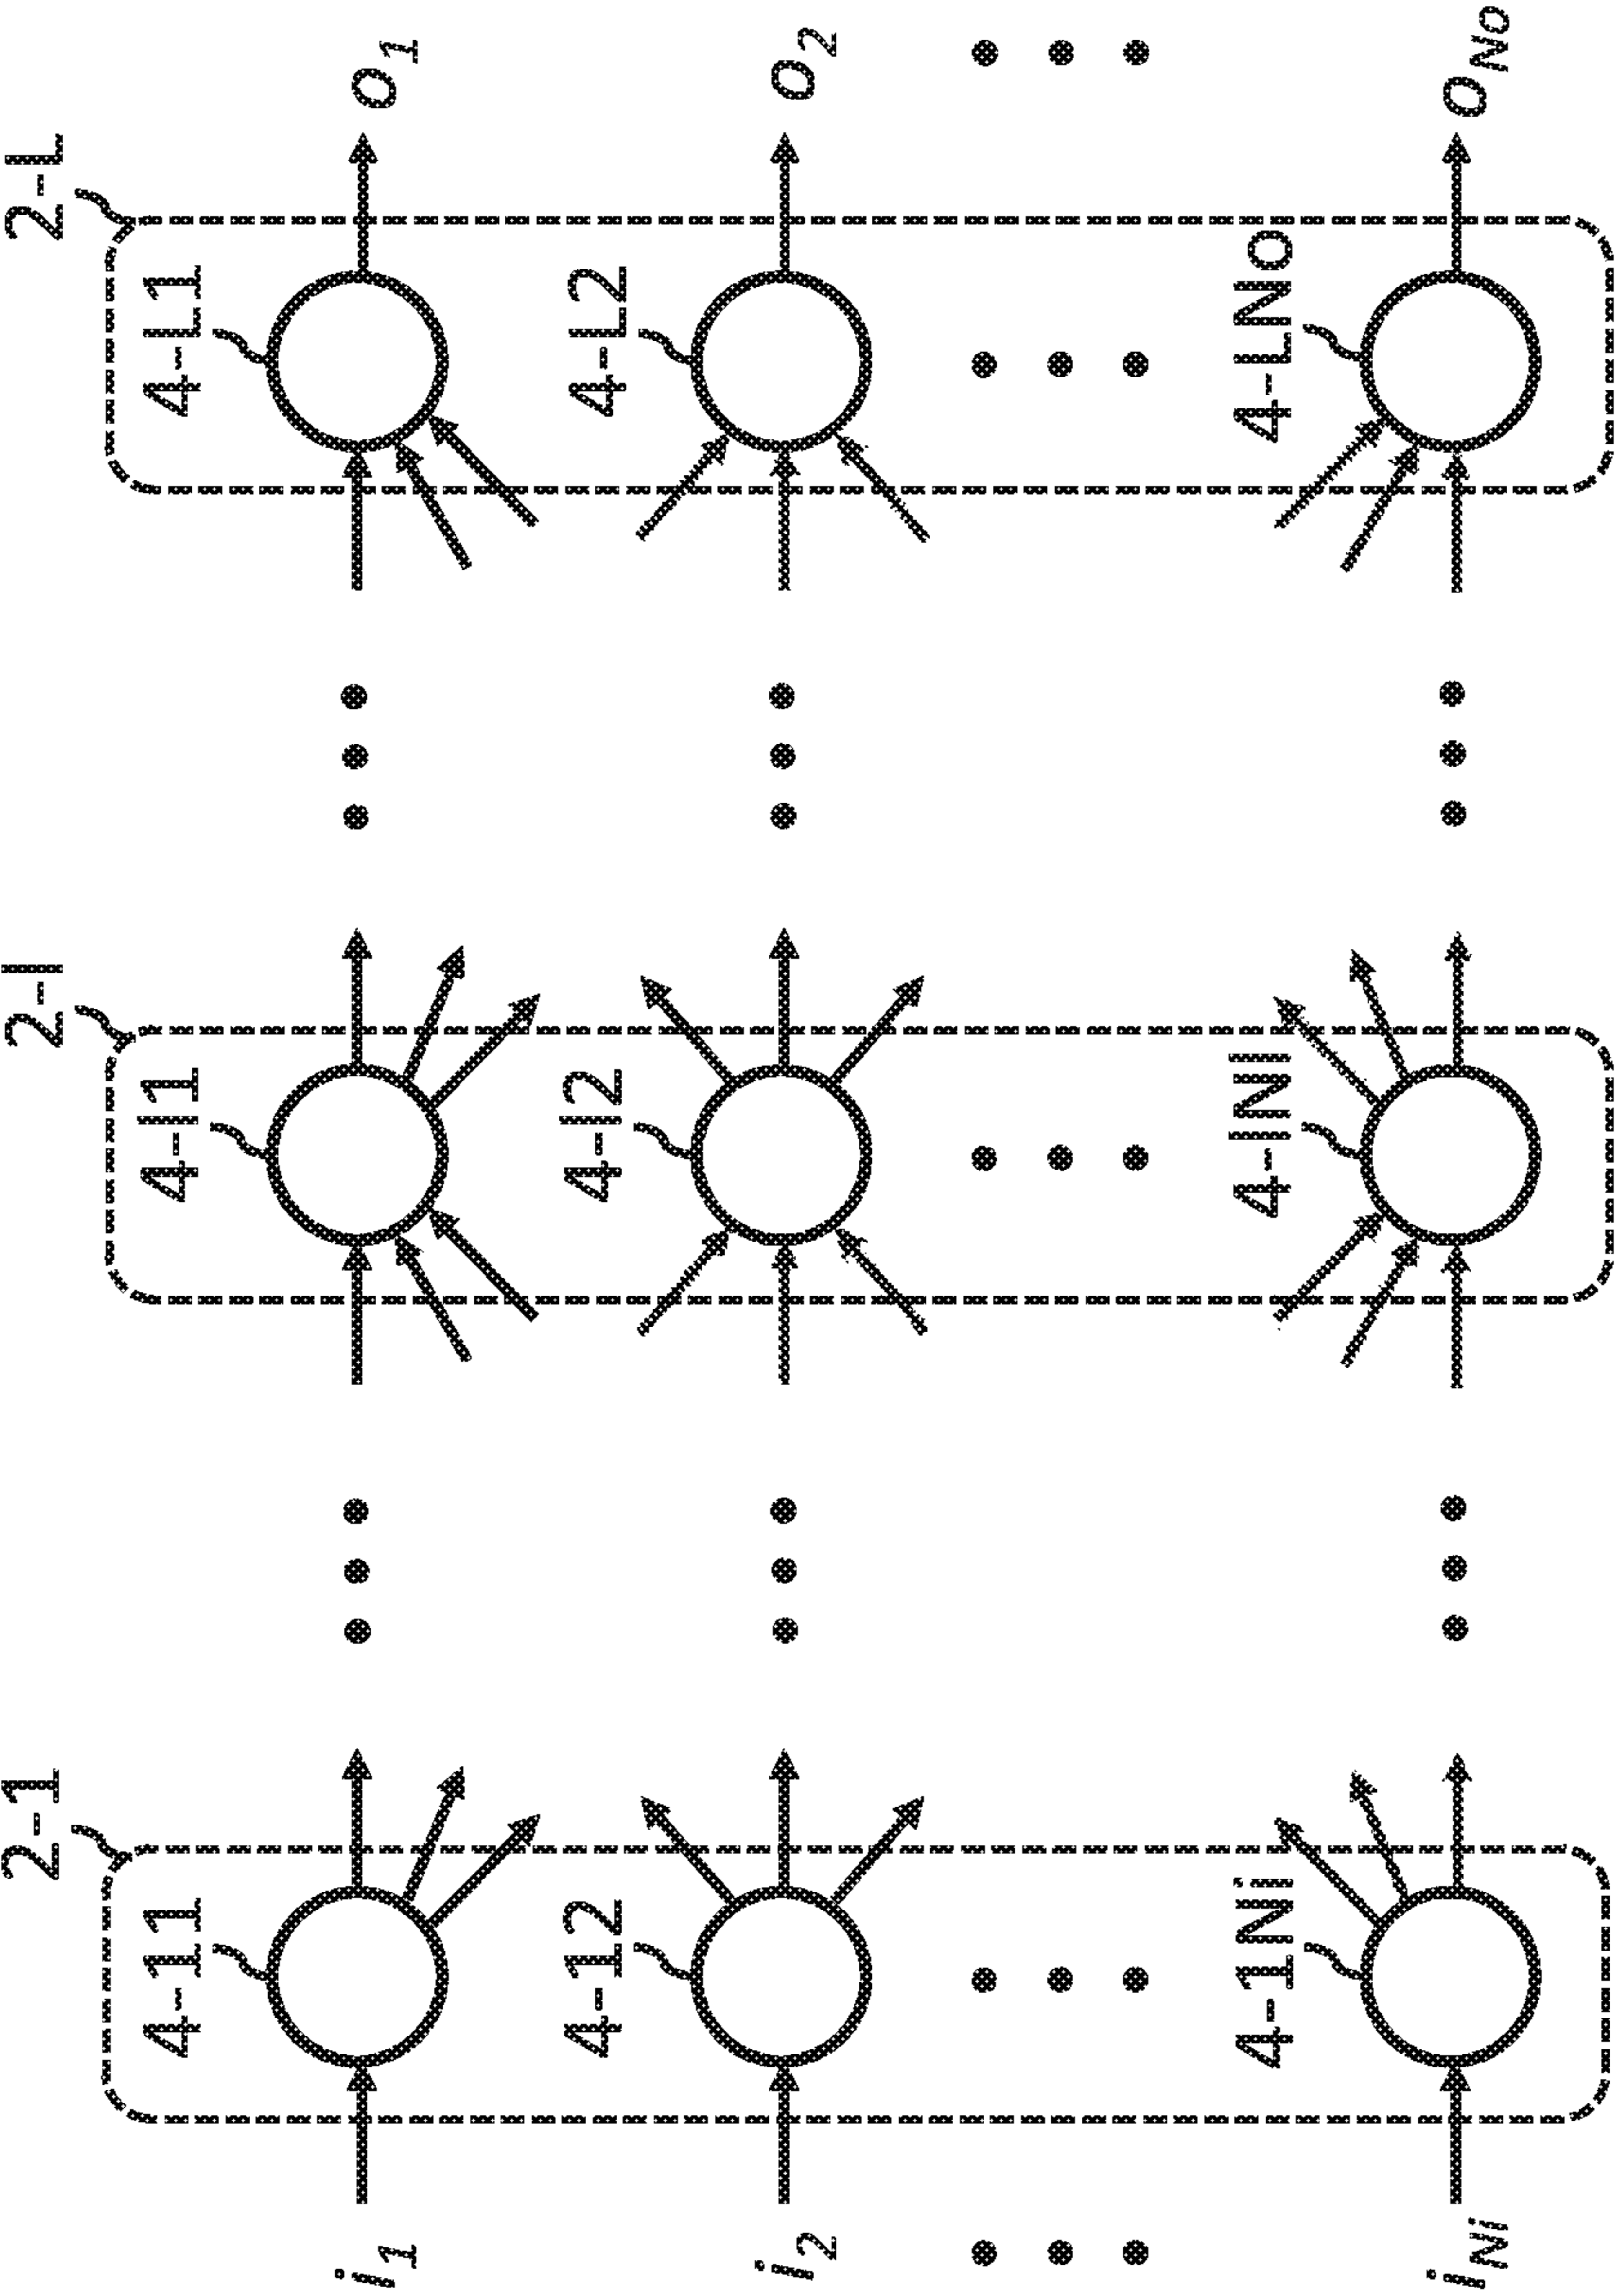 2-1 2-l 2-L
4-11 4-l1 4-L1
i1 o1
4-12 4-l2 4-L2
i2 o2
4-1Ni 4-lNl 4-LNo
iNi oNo